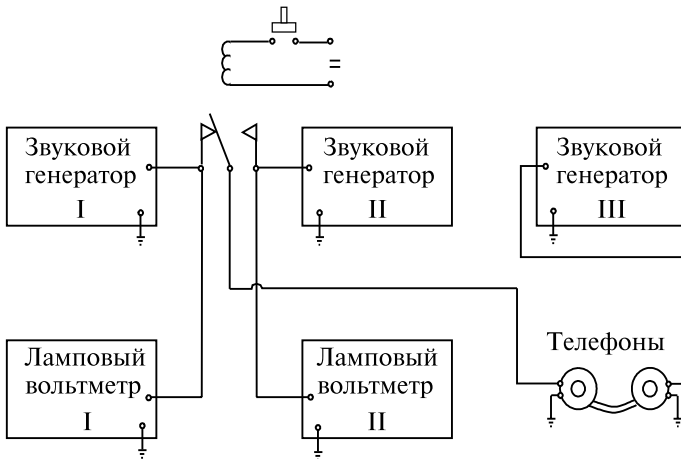 Звуковой
генератор
I
Звуковой
генератор
II
Звуковой
генератор
III
Ламповый
вольтметр
I
Ламповый
вольтметр
II
Телефоны